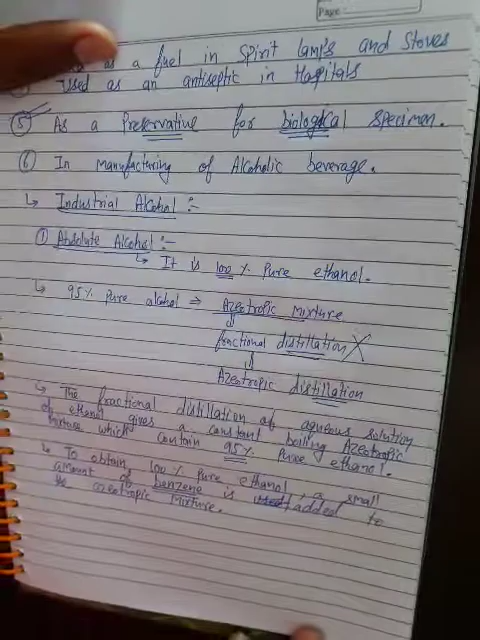 Page:
as a fuel in spirit lamps and stoves
used as an antiseptic in Hospitals
⑤ As a Preservative for biological specimen.
⑥ In manufacturing of Alcoholic beverage.
↳ Industrial Alcohol :-
① Absolute Alcohol :-
↳ It is 100% Pure ethanol.
↳ 95% Pure alcohol ⇒ Azeotropic mixture
⇓
fractional distillation X
⇓
Azeotropic distillation
↳ The fractional distillation of aqueous solution
of ethanol gives a constant boiling Azeotropic
mixture which contain 95% Pure ethanol.
↳ To obtain 100% Pure ethanol, a small
amount of benzene is added to
the azeotropic mixture.